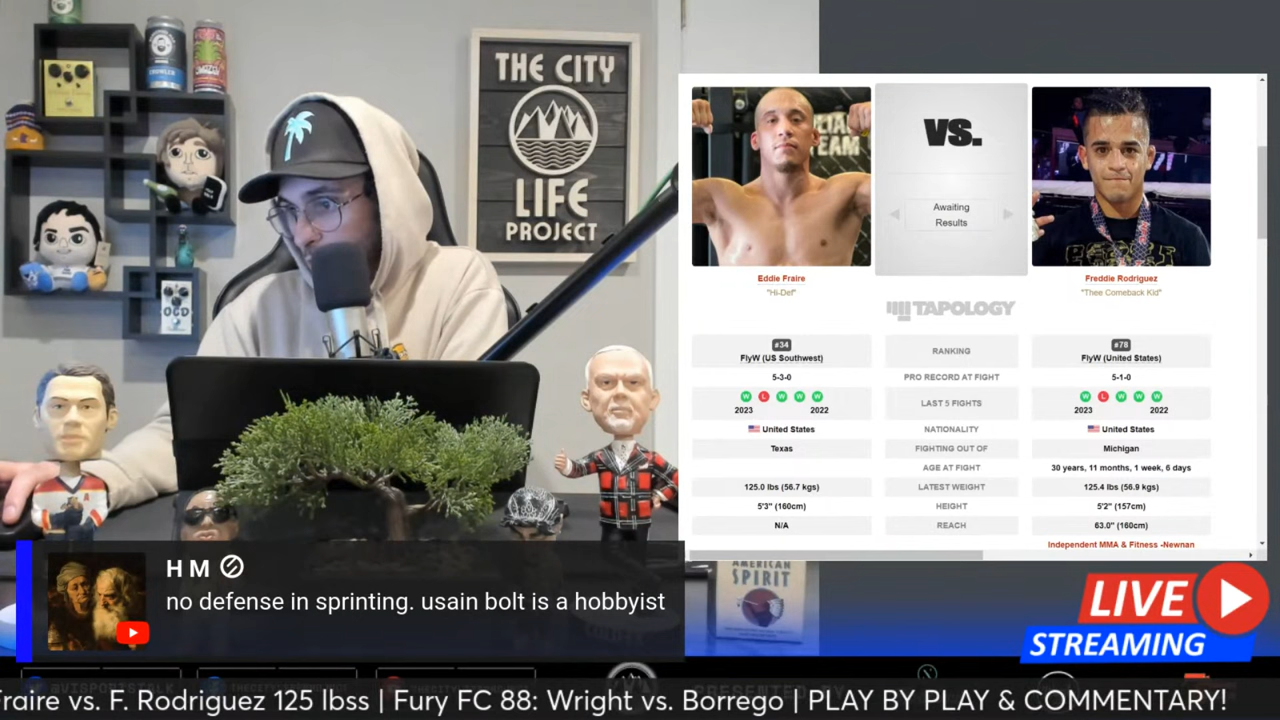 THE CITY
LIFE
PROJECT
OCD
VS.
Awaiting
Results
Eddie Fraire
"Hi-Def"
Freddie Rodriguez
"Thee Comeback Kid"
TAPOLOGY
#34
FlyW (US Southwest)
RANKING
#78
FlyW (United States)
5-3-0
PRO RECORD AT FIGHT
5-1-0
W L W W W
2023 2022
LAST 5 FIGHTS
W L W W W
2023 2022
United States
NATIONALITY
United States
Texas
FIGHTING OUT OF
Michigan
AGE AT FIGHT
30 years, 11 months, 1 week, 6 days
125.0 lbs (56.7 kgs)
LATEST WEIGHT
125.4 lbs (56.9 kgs)
5'3" (160cm)
HEIGHT
5'2" (157cm)
N/A
REACH
63.0" (160cm)
Independent MMA & Fitness -Newnan
AMERICAN
SPIRIT
H M
no defense in sprinting. usain bolt is a hobbyist
LIVE
STREAMING
Fraire vs. F. Rodriguez 125 lbss | Fury FC 88: Wright vs. Borrego | PLAY BY PLAY & COMMENTARY!